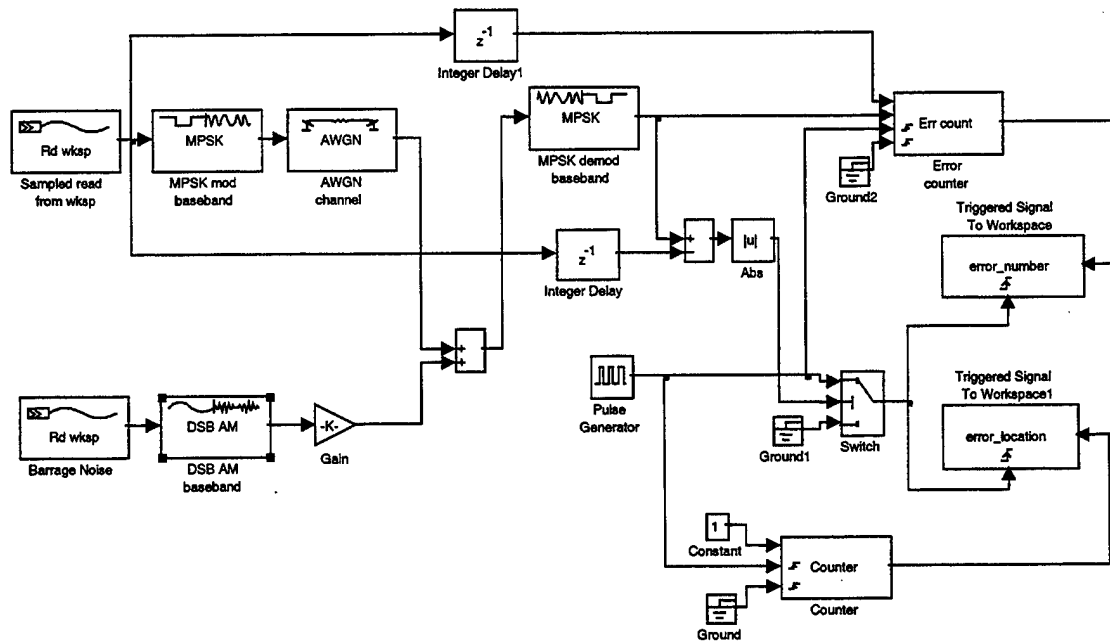 z-1
Integer Delay1
Rd wksp
Sampled read
from wksp
MPSK
MPSK mod
baseband
AWGN
AWGN
channel
MPSK
MPSK demod
baseband
Err count
Error
counter
Ground2
z-1
Integer Delay
+
-
|u|
Abs
Triggered Signal
To Workspace
error_number
+
+
Pulse
Generator
Ground1
Switch
Triggered Signal
To Workspace1
error_location
Rd wksp
Barrage Noise
DSB AM
DSB AM
baseband
-K-
Gain
1
Constant
Counter
Counter
Ground